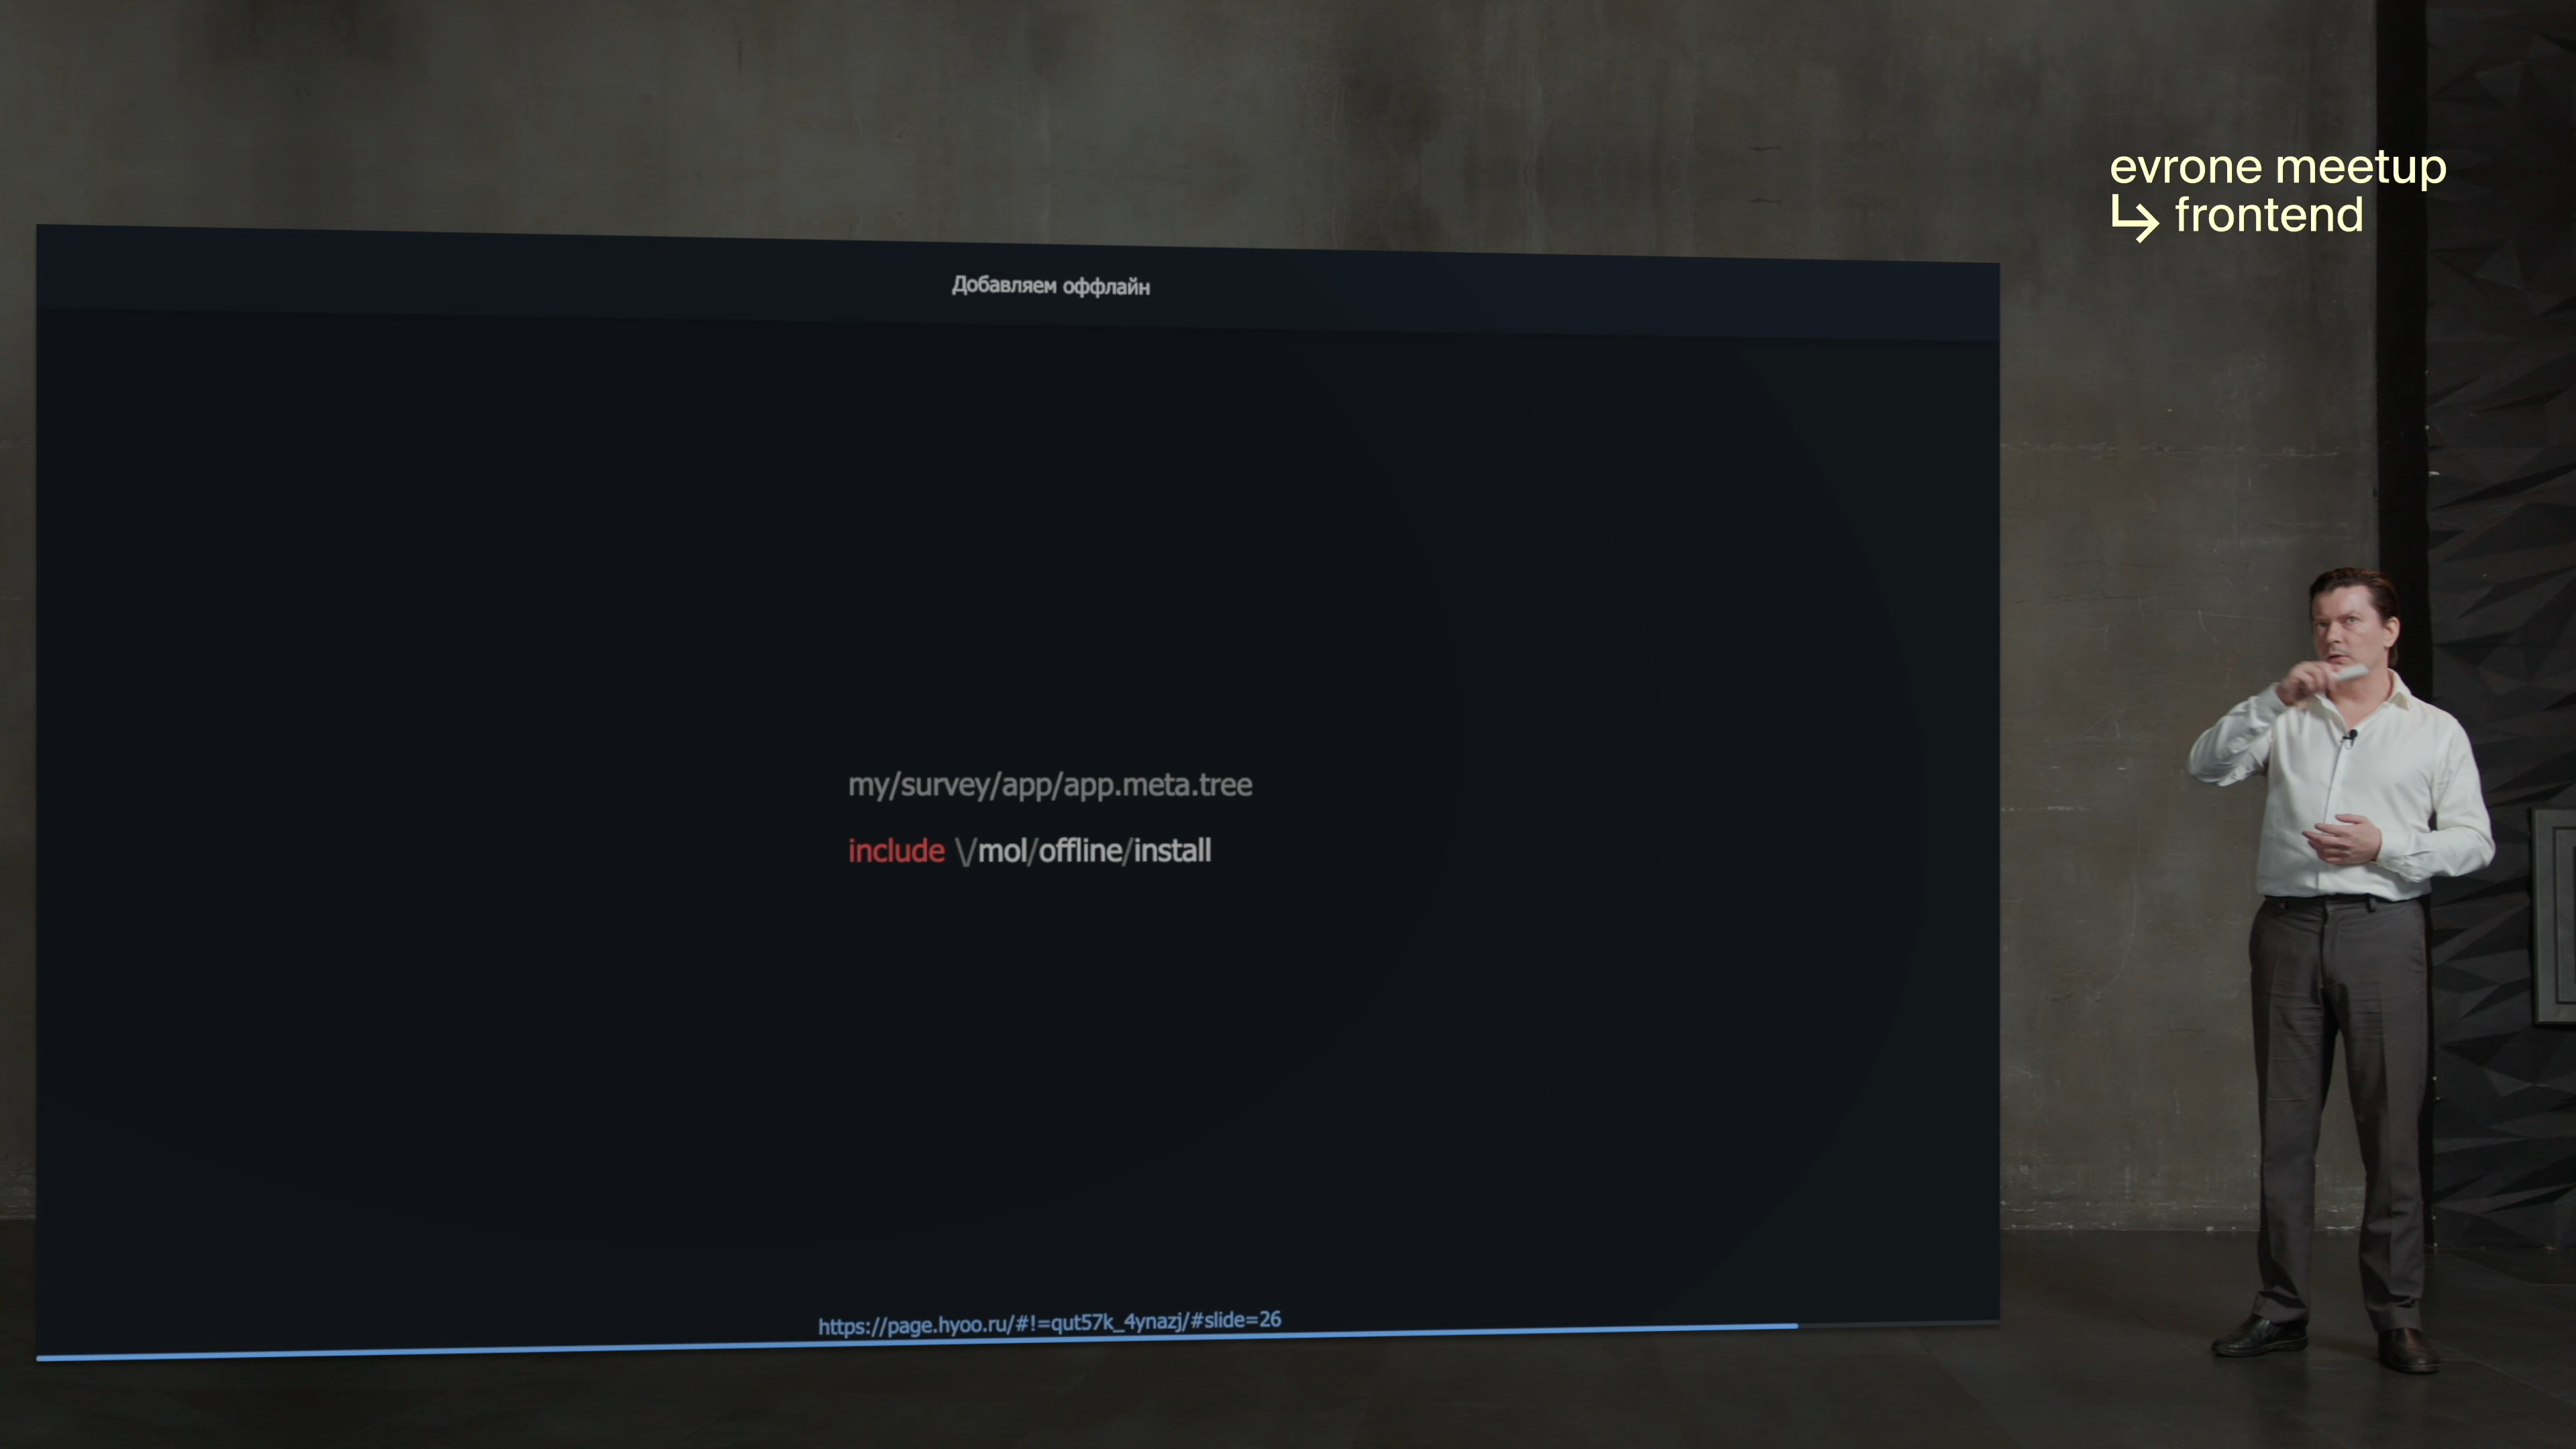 evrone meetup
↳ frontend
Добавляем оффлайн
my/survey/app/app.meta.tree
include \/mol/offline/install
https://page.hyoo.ru/#!=qut57k_4ynazj/#slide=26